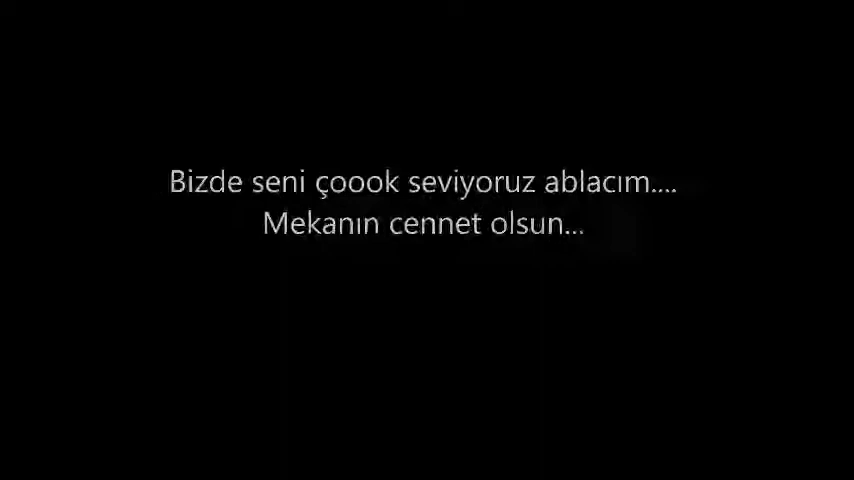 Bizde seni çoook seviyoruz ablacım....
Mekanın cennet olsun...